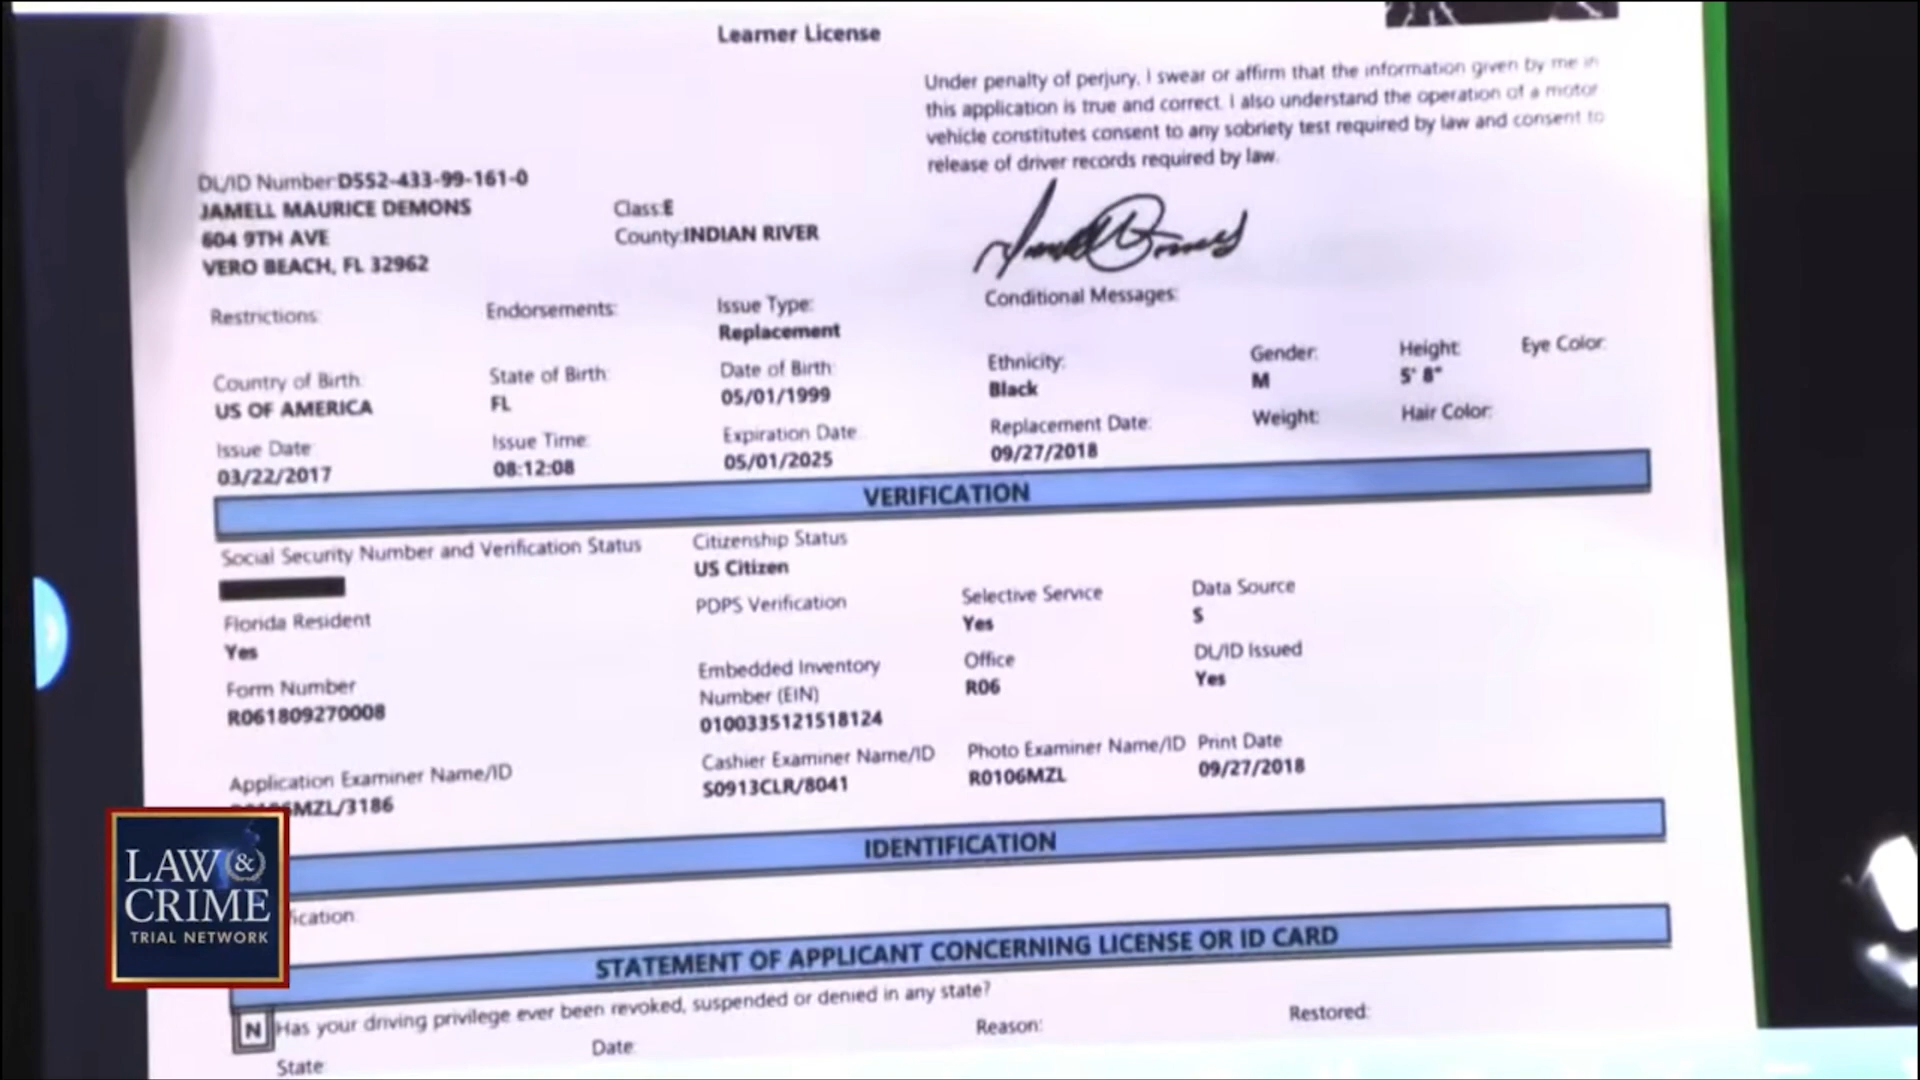 Learner License
Under penalty of perjury, I swear or affirm that the information given by me in
this application is true and correct. I also understand the operation of a motor
vehicle constitutes consent to any sobriety test required by law and consent to
release of driver records required by law.
DL/ID Number:D552-433-99-161-0
JAMELL MAURICE DEMONS
604 9TH AVE
VERO BEACH, FL 32962
Class:E
County:INDIAN RIVER
Restrictions:
Endorsements:
Issue Type:
Replacement
Conditional Messages:
Country of Birth:
US OF AMERICA
State of Birth:
FL
Date of Birth:
05/01/1999
Ethnicity:
Black
Gender:
M
Height:
5' 8"
Eye Color:
Issue Date:
03/22/2017
Issue Time:
08:12:08
Expiration Date:
05/01/2025
Replacement Date:
09/27/2018
Weight:
Hair Color:
VERIFICATION
Social Security Number and Verification Status
Citizenship Status
US Citizen
Florida Resident
Yes
PDPS Verification
Selective Service
Yes
Data Source
S
Form Number
R061809270008
Embedded Inventory
Number (EIN)
0100335121518124
Office
R06
DL/ID Issued
Yes
Application Examiner Name/ID
MZL/3186
Cashier Examiner Name/ID
S0913CLR/8041
Photo Examiner Name/ID
R0106MZL
Print Date
09/27/2018
IDENTIFICATION
ication:
STATEMENT OF APPLICANT CONCERNING LICENSE OR ID CARD
N Has your driving privilege ever been revoked, suspended or denied in any state?
State:
Date:
Reason:
Restored:
LAW &
CRIME
TRIAL NETWORK